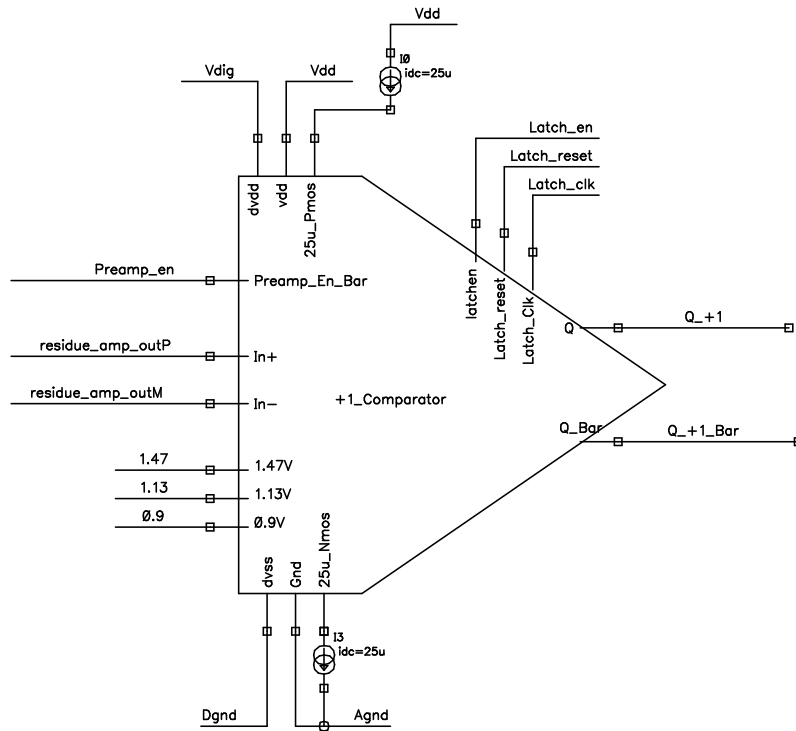 Vdd
I0
idc=25u
Vdig
Vdd
Latch_en
Latch_reset
Latch_clk
dvdd
vdd
25u_Pmos
latchen
Latch_reset
Latch_Clk
Preamp_en
Preamp_En_Bar
Q
Q_+1
residue_amp_outP
In+
residue_amp_outM
In-
+1_Comparator
Q_Bar
Q_+1_Bar
1.47
1.47V
1.13
1.13V
0.9
0.9V
dvss
Gnd
25u_Nmos
I3
idc=25u
Dgnd
Agnd